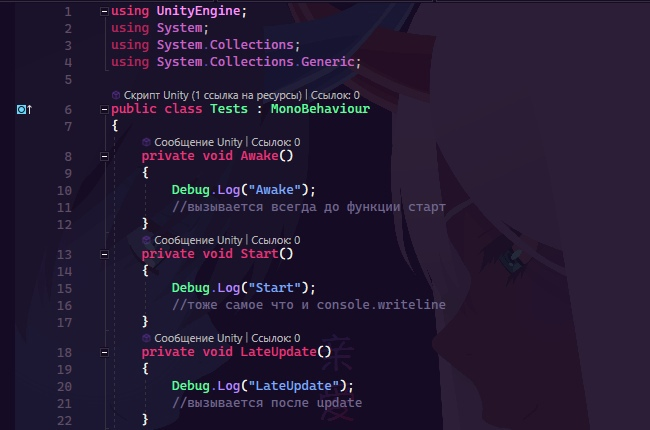 1 using UnityEngine;
2 using System;
3 using System.Collections;
4 using System.Collections.Generic;
5
Скрипт Unity (1 ссылка на ресурсы) | Ссылок: 0
6 public class Tests : MonoBehaviour
7 {
Сообщение Unity | Ссылок: 0
8 private void Awake()
9 {
10 Debug.Log("Awake");
11 //вызывается всегда до функции старт
12 }
Сообщение Unity | Ссылок: 0
13 private void Start()
14 {
15 Debug.Log("Start");
16 //тоже самое что и console.writeline
17 }
Сообщение Unity | Ссылок: 0
18 private void LateUpdate()
19 {
20 Debug.Log("LateUpdate");
21 //вызывается после update
22 }
亲
爱